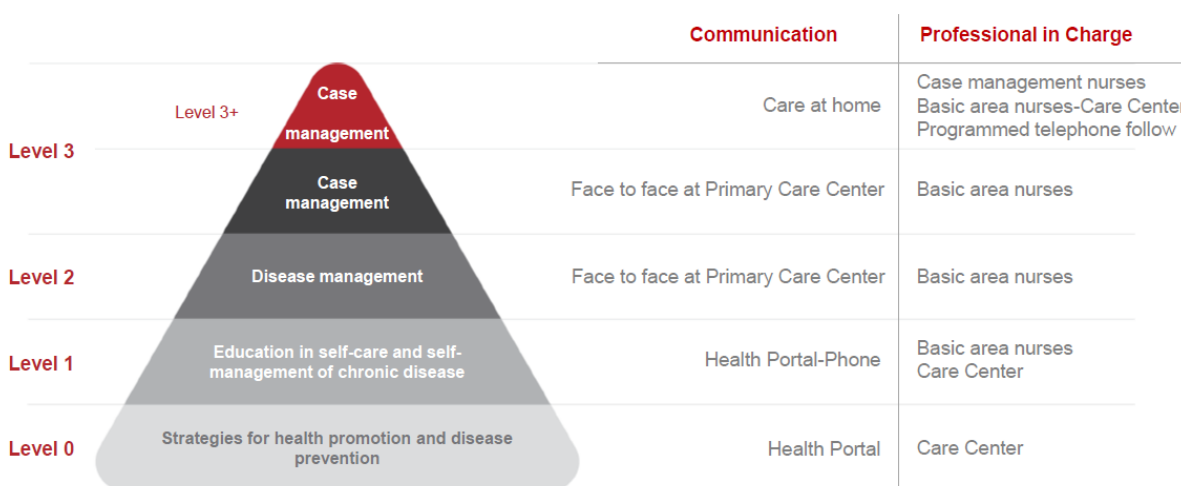 Communication
Professional in Charge
Level 3
Level 3+
Case
management
Care at home
Case management nurses
Basic area nurses-Care Center
Programmed telephone follow
Case
management
Face to face at Primary Care Center
Basic area nurses
Level 2
Disease management
Face to face at Primary Care Center
Basic area nurses
Level 1
Education in self-care and self-
management of chronic disease
Health Portal-Phone
Basic area nurses
Care Center
Level 0
Strategies for health promotion and disease
prevention
Health Portal
Care Center